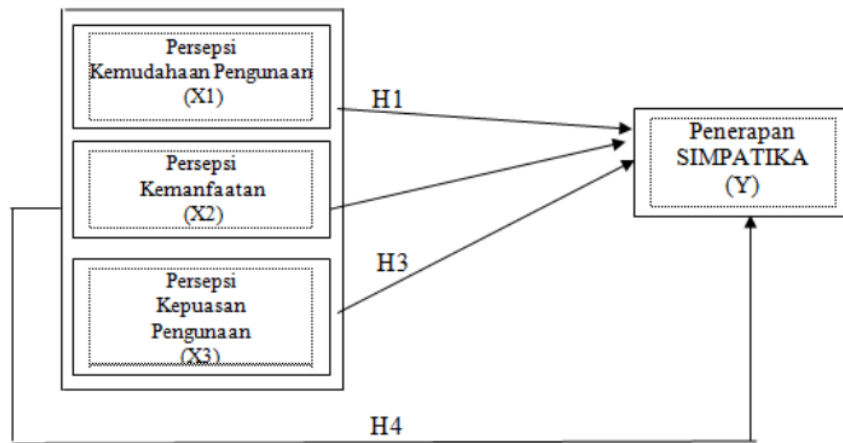 Persepsi
Kemudahaan Pengunaan
(X1)
H1
Penerapan
SIMPATIKA
(Y)
Persepsi
Kemanfaatan
(X2)
H3
Persepsi
Kepuasan
Pengunaan
(X3)
H4